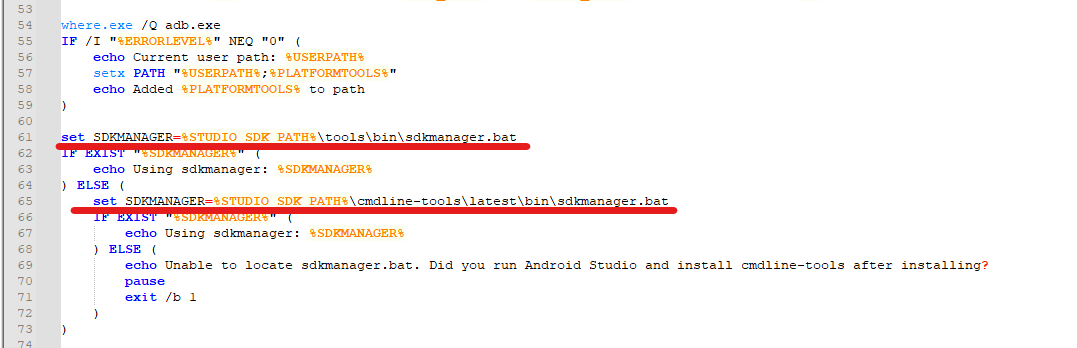 53
54 where.exe /Q adb.exe
55 IF /I "%ERRORLEVEL%" NEQ "0" (
56 echo Current user path: %USERPATH%
57 setx PATH "%USERPATH%;%PLATFORMTOOLS%"
58 echo Added %PLATFORMTOOLS% to path
59 )
60
61 set SDKMANAGER=%STUDIO_SDK_PATH%\tools\bin\sdkmanager.bat
62 IF EXIST "%SDKMANAGER%" (
63 echo Using sdkmanager: %SDKMANAGER%
64 ) ELSE (
65 set SDKMANAGER=%STUDIO_SDK_PATH%\cmdline-tools\latest\bin\sdkmanager.bat
66 IF EXIST "%SDKMANAGER%" (
67 echo Using sdkmanager: %SDKMANAGER%
68 ) ELSE (
69 echo Unable to locate sdkmanager.bat. Did you run Android Studio and install cmdline-tools after installing?
70 pause
71 exit /b 1
72 )
73 )
74